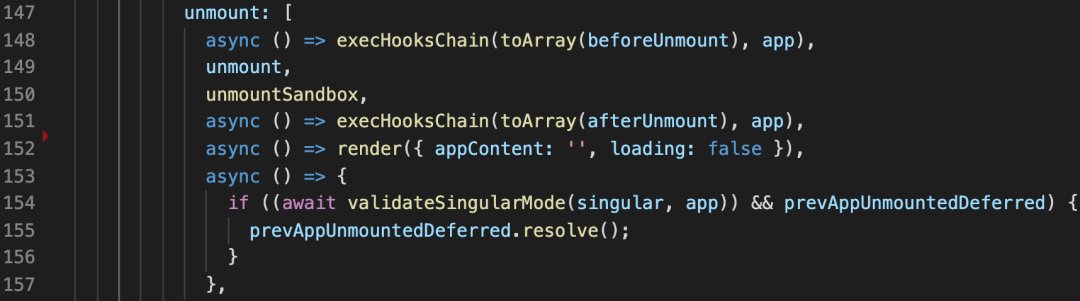 147 unmount: [
148 async () => execHooksChain(toArray(beforeUnmount), app),
149 unmount,
150 unmountSandbox,
151 async () => execHooksChain(toArray(afterUnmount), app),
152 async () => render({ appContent: '', loading: false }),
153 async () => {
154 if ((await validateSingularMode(singular, app)) && prevAppUnmountedDeferred) {
155 prevAppUnmountedDeferred.resolve();
156 }
157 },